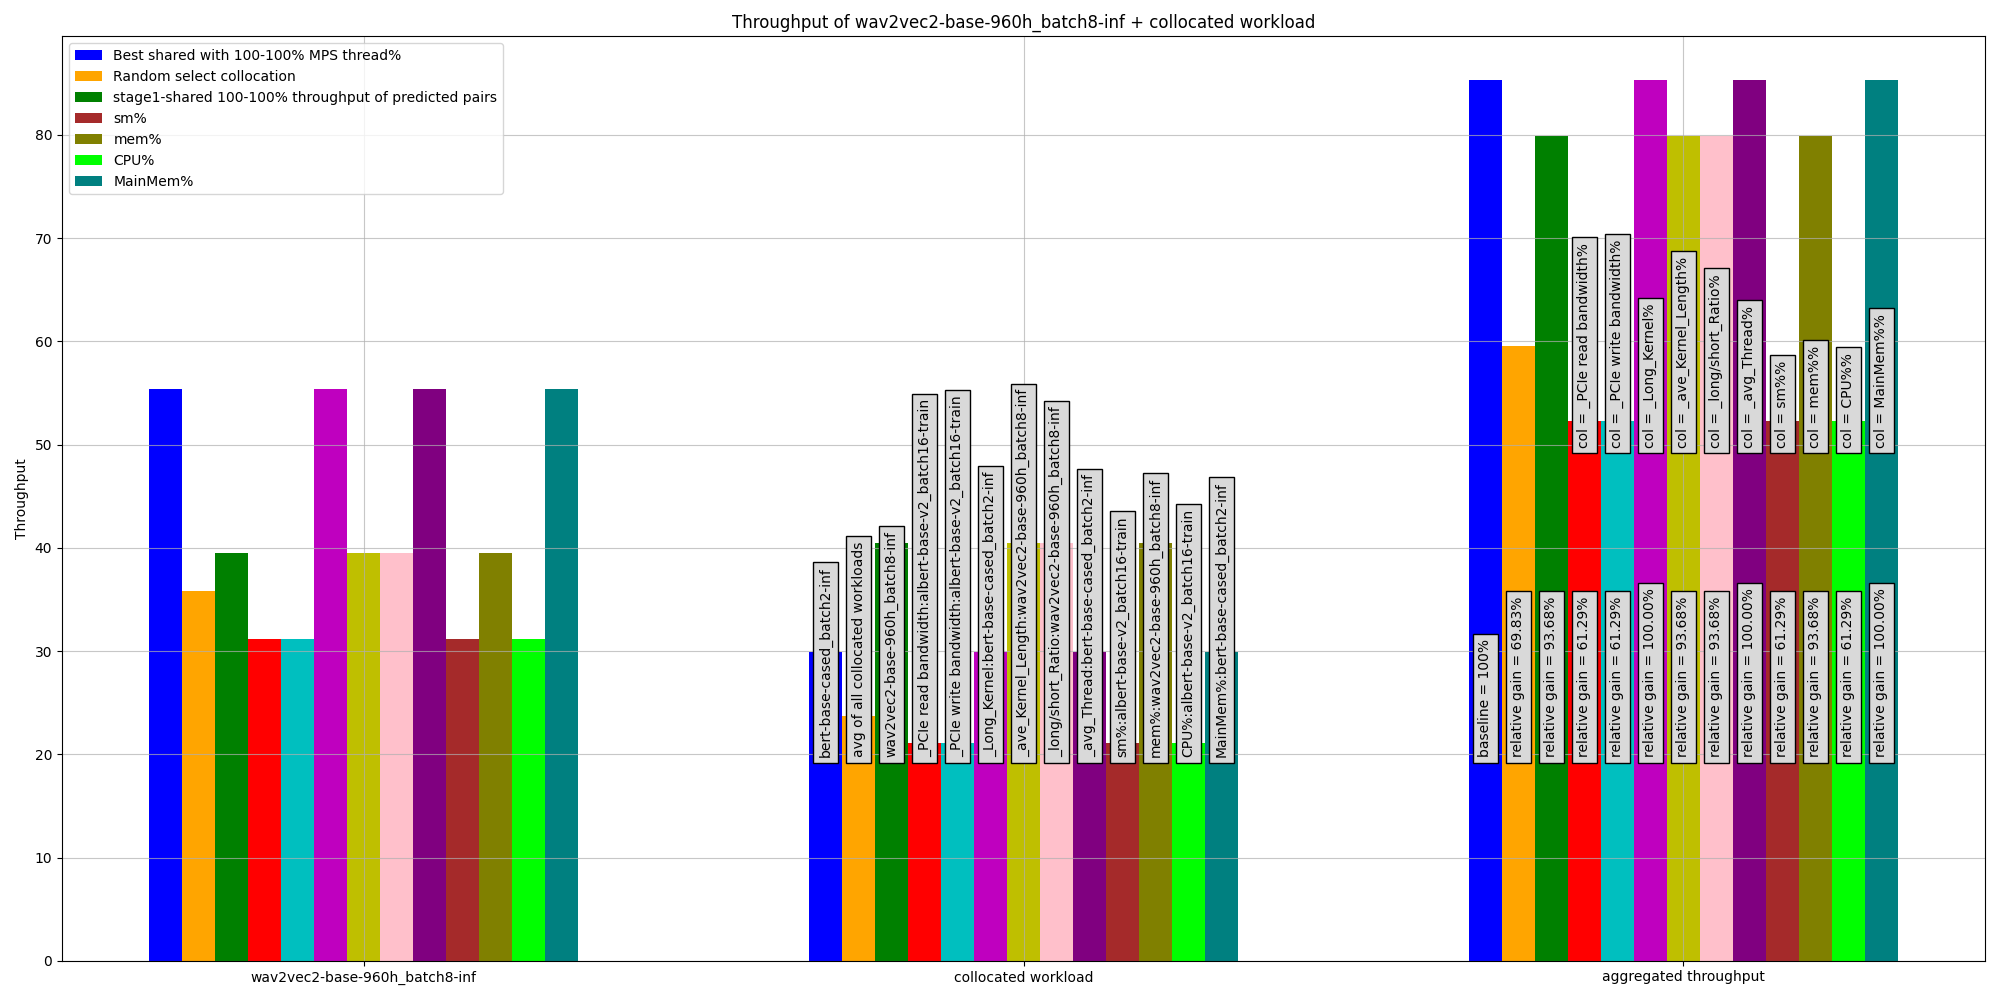 Throughput of wav2vec2-base-960h_batch8-inf + collocated workload
Best shared with 100-100% MPS thread%
Random select collocation
stage1-shared 100-100% throughput of predicted pairs
sm%
mem%
CPU%
MainMem%
Throughput
80
70
60
50
40
30
20
10
0
bert-base-cased_batch2-inf
avg of all collocated workloads
wav2vec2-base-960h_batch8-inf
_PCIe read bandwidth:albert-base-v2_batch16-train
_PCIe write bandwidth:albert-base-v2_batch16-train
_Long_Kernel:bert-base-cased_batch2-inf
_ave_Kernel_Length:wav2vec2-base-960h_batch8-inf
_long/short_Ratio:wav2vec2-base-960h_batch8-inf
_avg_Thread:bert-base-cased_batch2-inf
sm%:albert-base-v2_batch16-train
mem%:wav2vec2-base-960h_batch8-inf
CPU%:albert-base-v2_batch16-train
MainMem%:bert-base-cased_batch2-inf
col = _PCIe read bandwidth%
col = _PCIe write bandwidth%
col = _Long_Kernel%
col = _ave_Kernel_Length%
col = _long/short_Ratio%
col = _avg_Thread%
col = sm%%
col = mem%%
col = CPU%%
col = MainMem%%
baseline = 100%
relative gain = 69.83%
relative gain = 93.68%
relative gain = 61.29%
relative gain = 61.29%
relative gain = 100.00%
relative gain = 93.68%
relative gain = 93.68%
relative gain = 100.00%
relative gain = 61.29%
relative gain = 93.68%
relative gain = 61.29%
relative gain = 100.00%
wav2vec2-base-960h_batch8-inf
collocated workload
aggregated throughput